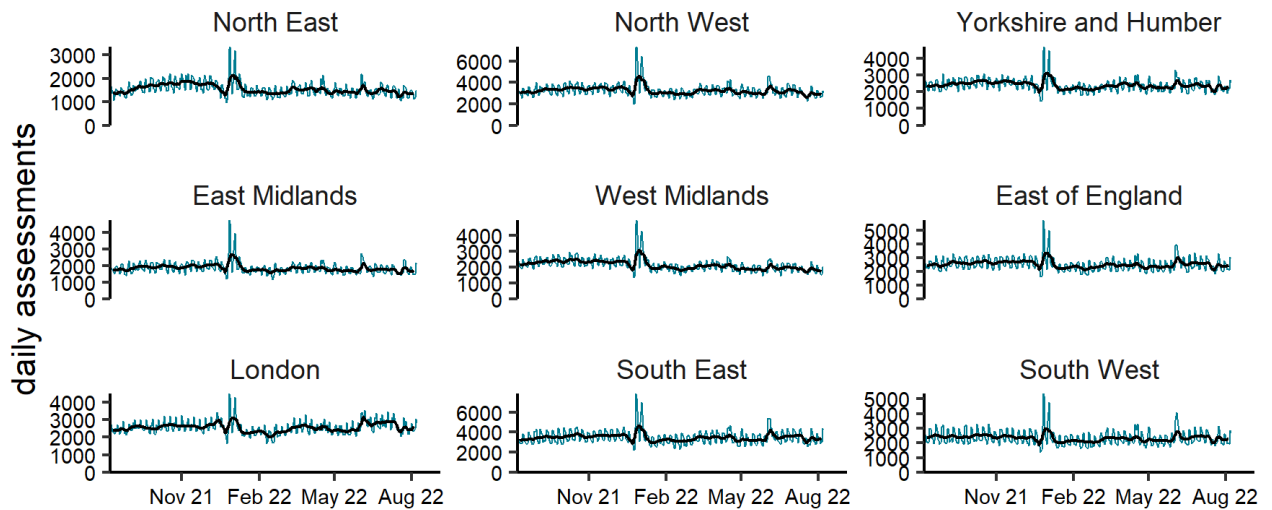 North East North West Yorkshire and Humber
3000 2000 1000 0
6000 4000 2000 0
4000 3000 2000 1000 0
daily assessments
East Midlands West Midlands East of England
4000 3000 2000 1000 0
4000 3000 2000 1000 0
5000 4000 3000 2000 1000 0
London South East South West
4000 3000 2000 1000 0
6000 4000 2000 0
5000 4000 3000 2000 1000 0
Nov 21 Feb 22 May 22 Aug 22 Nov 21 Feb 22 May 22 Aug 22 Nov 21 Feb 22 May 22 Aug 22